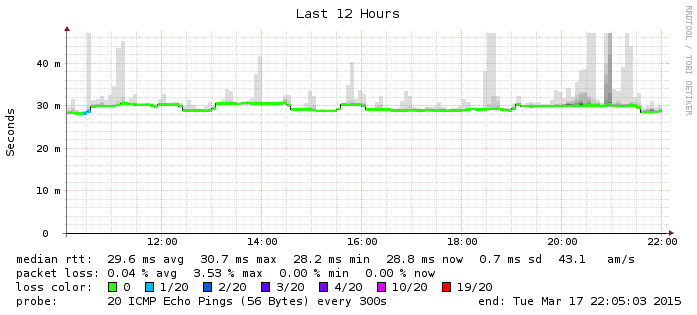 Last 12 Hours
RRDTOOL / TOBI OETIKER
Seconds
40 m
30 m
20 m
10 m
0
12:00 14:00 16:00 18:00 20:00 22:00
median rtt: 29.6 ms avg 30.7 ms max 28.2 ms min 28.8 ms now 0.7 ms sd 43.1 am/s
packet loss: 0.04 % avg 3.53 % max 0.00 % min 0.00 % now
loss color: 0 1/20 2/20 3/20 4/20 10/20 19/20
probe: 20 ICMP Echo Pings (56 Bytes) every 300s end: Tue Mar 17 22:05:03 2015